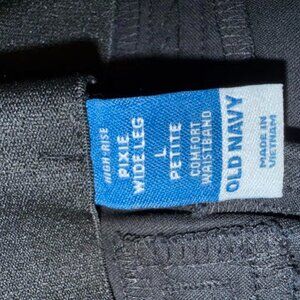 HIGH-RISE
PIXIE
WIDE LEG
L
PETITE
COMFORT
WAISTBAND
OLD NAVY
MADE IN
VIETNAM